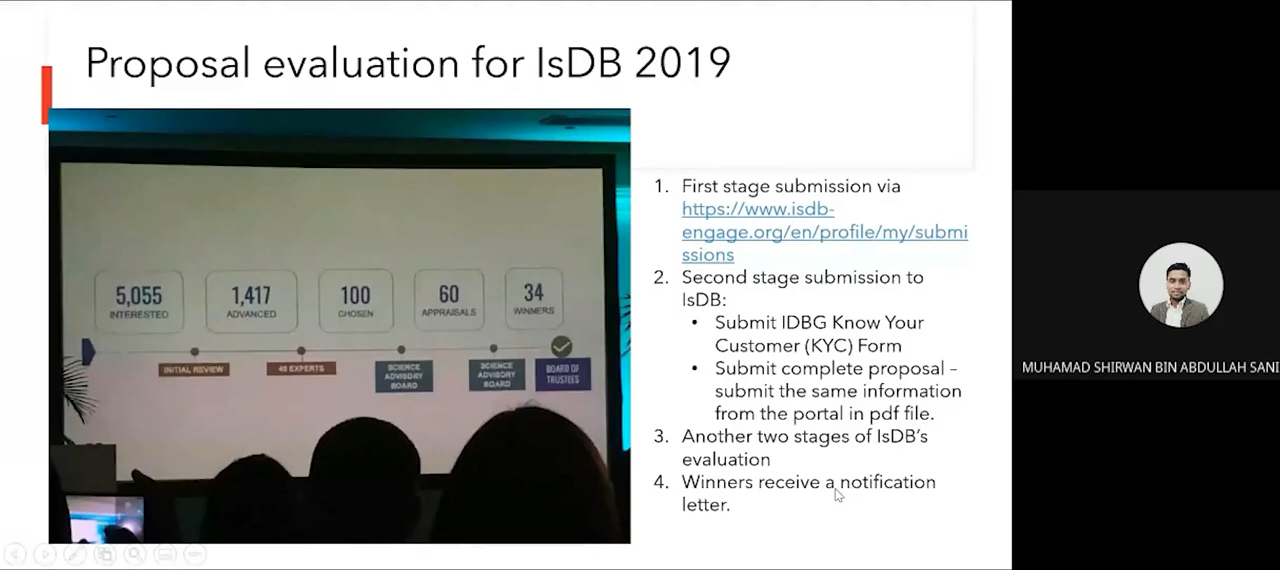 Proposal evaluation for IsDB 2019
5,055
INTERESTED
1,417
ADVANCED
100
CHOSEN
60
APPRAISALS
34
WINNERS
INITIAL REVIEW
40 EXPERTS
SCIENCE
ADVISORY
BOARD
SCIENCE
ADVISORY
BOARD
BOARD OF
TRUSTEES
1. First stage submission via
https://www.isdb-
engage.org/en/profile/my/submi
ssions
2. Second stage submission to
IsDB:
• Submit IDBG Know Your
Customer (KYC) Form
• Submit complete proposal –
submit the same information
from the portal in pdf file.
3. Another two stages of IsDB's
evaluation
4. Winners receive a notification
letter.
MUHAMAD SHIRWAN BIN ABDULLAH SANI